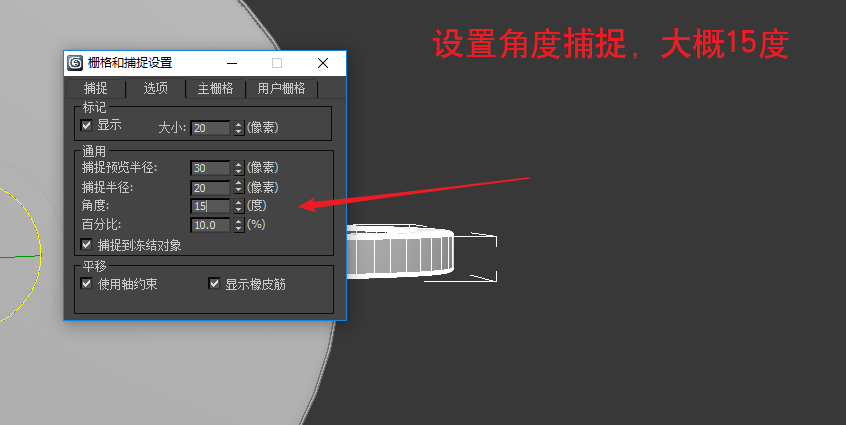 设置角度捕捉，大概15度
栅格和捕捉设置
捕捉 选项 主栅格 用户栅格
标记
显示 大小: 20 (像素)
通用
捕捉预览半径: 30 (像素)
捕捉半径: 20 (像素)
角度: 15 (度)
百分比: 10.0 (%)
捕捉到冻结对象
平移
使用轴约束 显示橡皮筋